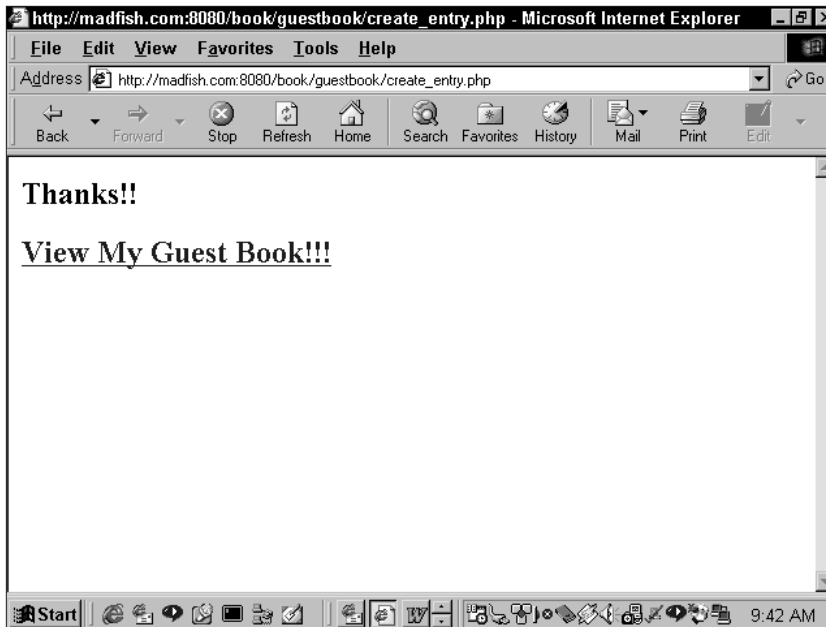 http://madfish.com:8080/book/guestbook/create_entry.php - Microsoft Internet Explorer
File Edit View Favorites Tools Help
Address http://madfish.com:8080/book/guestbook/create_entry.php Go
Back Forward Stop Refresh Home Search Favorites History Mail Print Edit
Thanks!!
View My Guest Book!!!
Start 9:42 AM